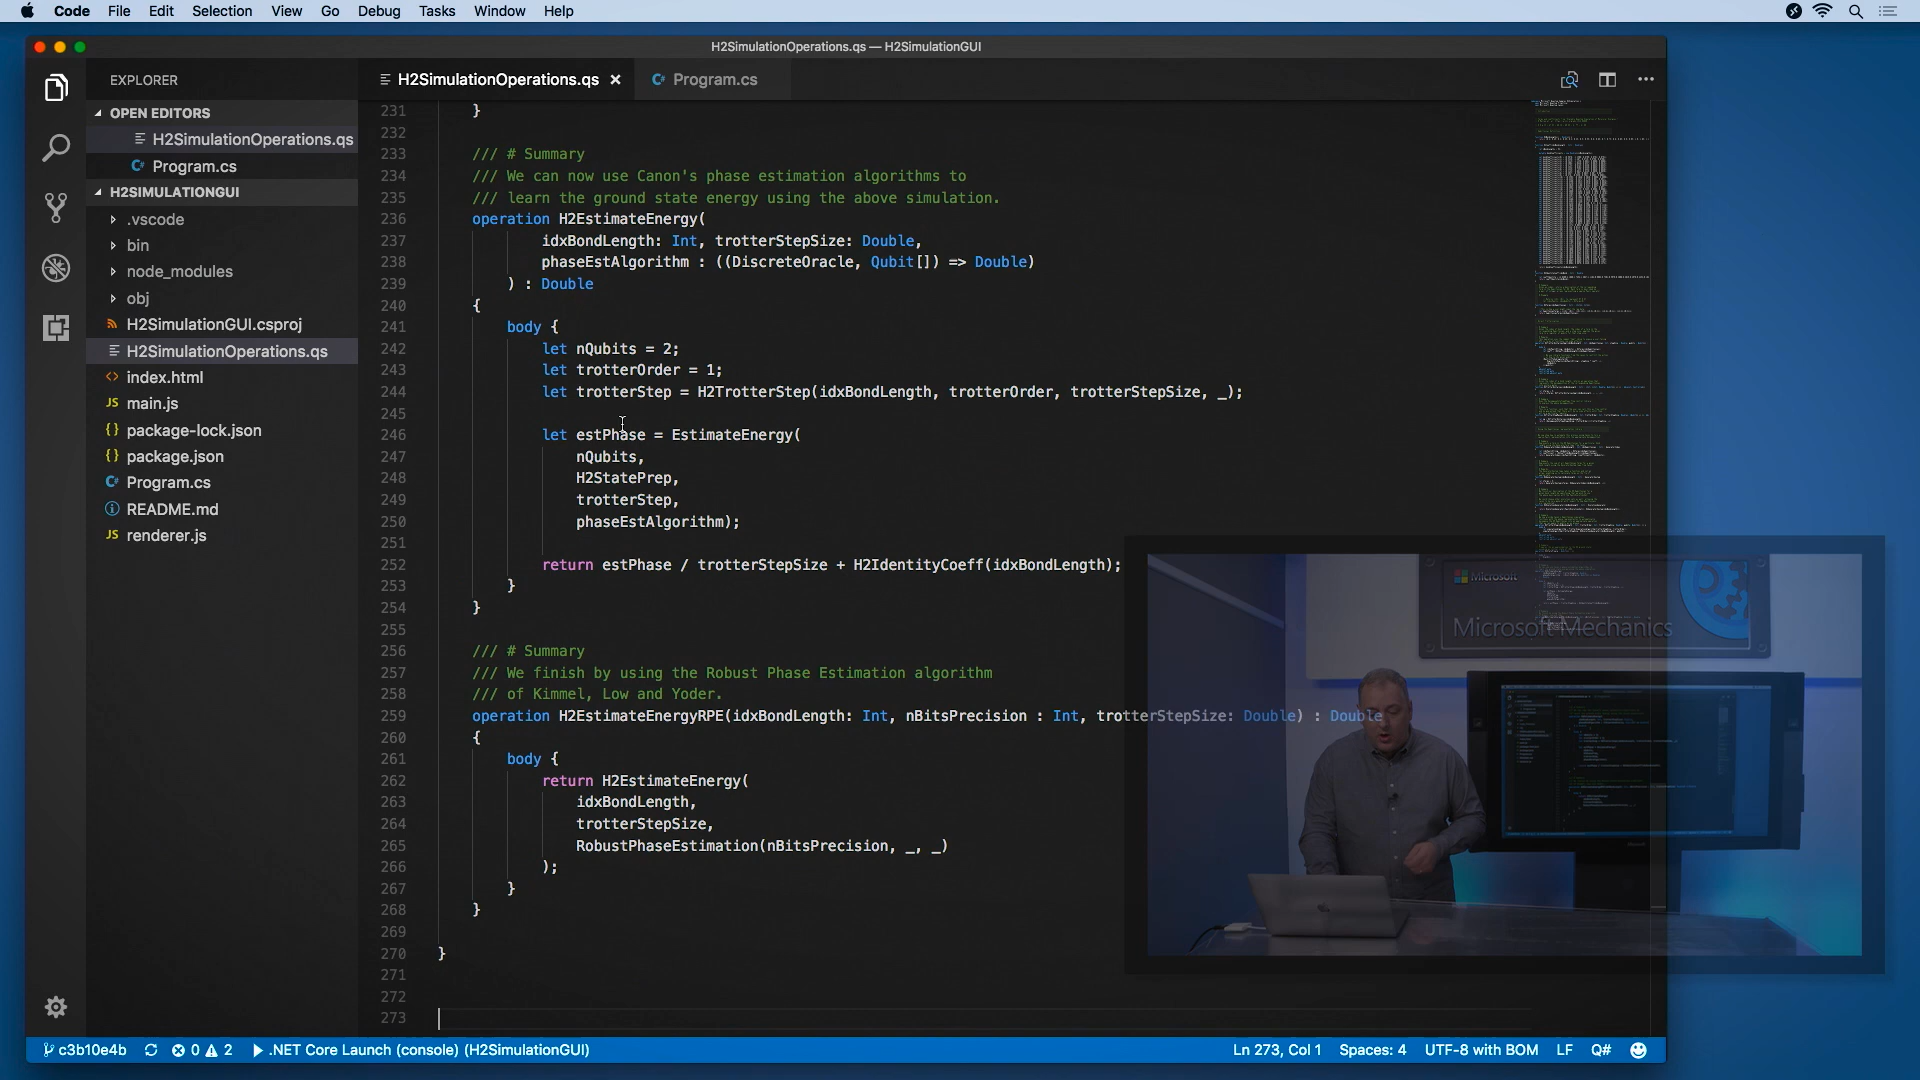 Code File Edit Selection View Go Debug Tasks Window Help
H2SimulationOperations.qs — H2SimulationGUI
EXPLORER
OPEN EDITORS
H2SimulationOperations.qs
C# Program.cs
H2SIMULATIONGUI
.vscode
bin
node_modules
obj
H2SimulationGUI.csproj
H2SimulationOperations.qs
<> index.html
JS main.js
{} package-lock.json
{} package.json
C# Program.cs
README.md
JS renderer.js
H2SimulationOperations.qs × C# Program.cs
231 }
232
233 /// # Summary
234 /// We can now use Canon's phase estimation algorithms to
235 /// learn the ground state energy using the above simulation.
236 operation H2EstimateEnergy(
237 idxBondLength: Int, trotterStepSize: Double,
238 phaseEstAlgorithm : ((DiscreteOracle, Qubit[]) => Double)
239 ) : Double
240 {
241 body {
242 let nQubits = 2;
243 let trotterOrder = 1;
244 let trotterStep = H2TrotterStep(idxBondLength, trotterOrder, trotterStepSize, _);
245
246 let estPhase = EstimateEnergy(
247 nQubits,
248 H2StatePrep,
249 trotterStep,
250 phaseEstAlgorithm);
251
252 return estPhase / trotterStepSize + H2IdentityCoeff(idxBondLength);
253 }
254 }
255
256 /// # Summary
257 /// We finish by using the Robust Phase Estimation algorithm
258 /// of Kimmel, Low and Yoder.
259 operation H2EstimateEnergyRPE(idxBondLength: Int, nBitsPrecision : Int, trotterStepSize: Double) : Double
260 {
261 body {
262 return H2EstimateEnergy(
263 idxBondLength,
264 trotterStepSize,
265 RobustPhaseEstimation(nBitsPrecision, _, _)
266 );
267 }
268 }
269
270 }
271
272
273
Microsoft
Microsoft Mechanics
c3b10e4b 0 2 .NET Core Launch (console) (H2SimulationGUI) Ln 273, Col 1 Spaces: 4 UTF-8 with BOM LF Q#